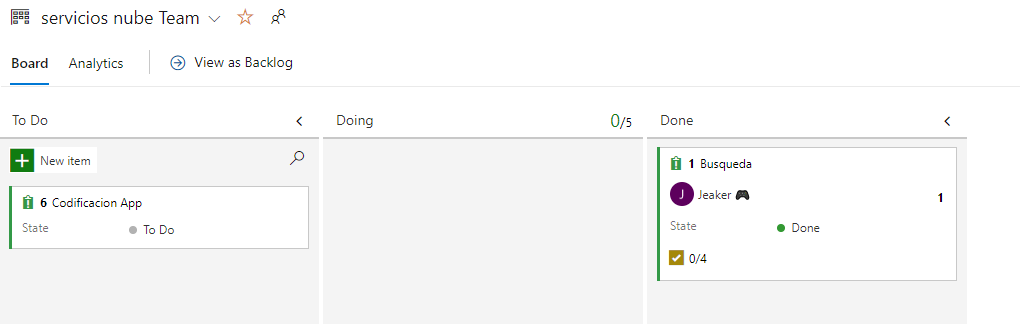 servicios nube Team
Board Analytics View as Backlog
To Do
Doing 0/5
Done
New item
6 Codificacion App
State To Do
1 Busqueda
J Jeaker 🎮 1
State Done
0/4